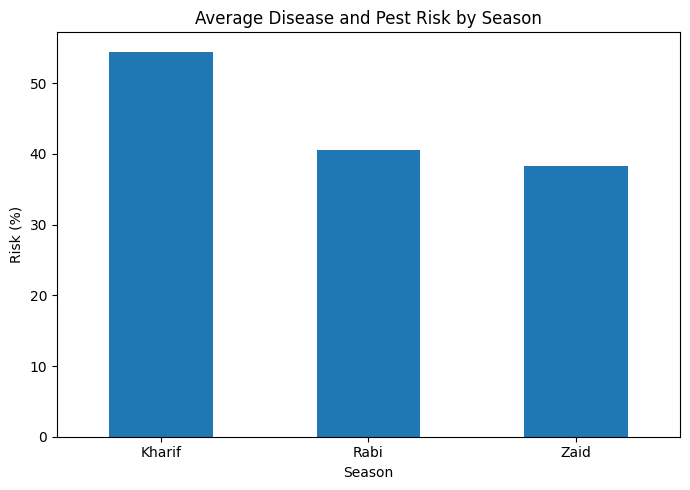 Average Disease and Pest Risk by Season
Risk (%)
50
40
30
20
10
0
Kharif Rabi Zaid
Season